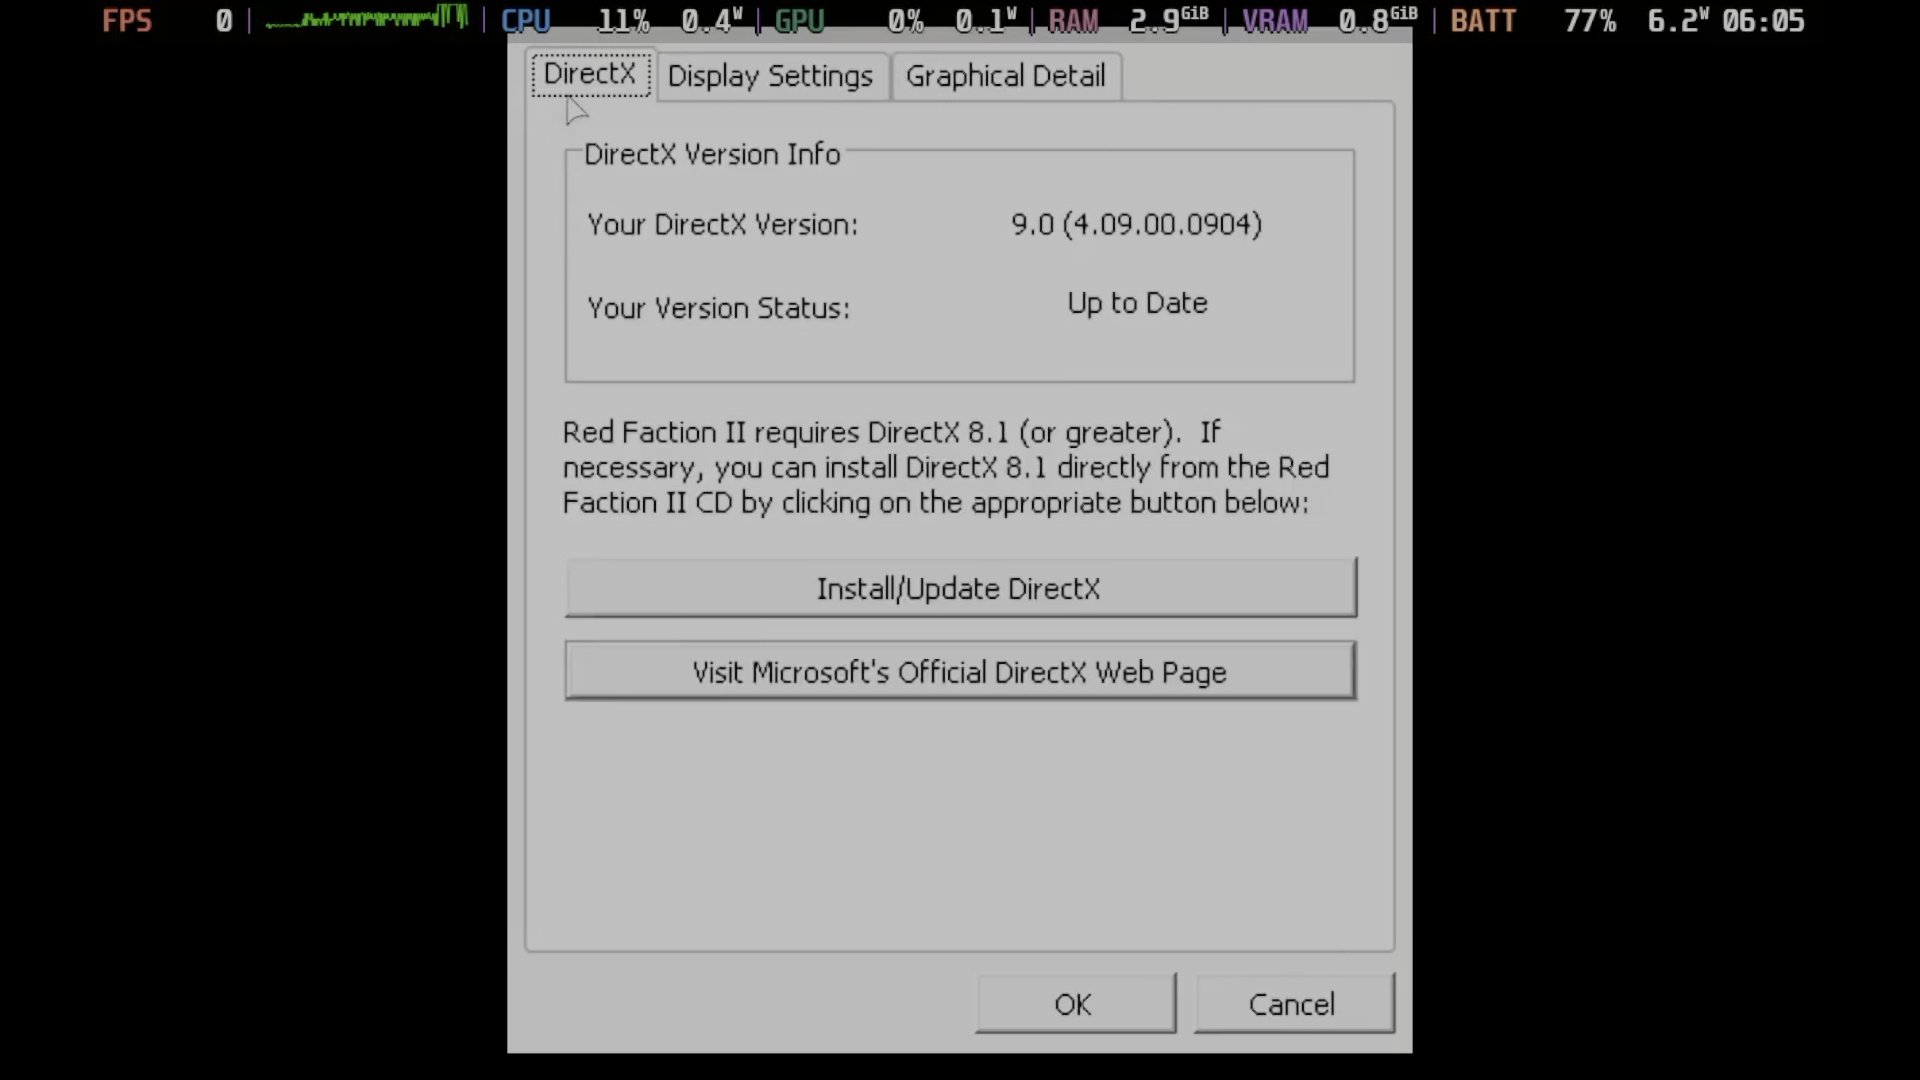 FPS 0 | CPU 11% 0.4W | GPU 0% 0.1W | RAM 2.9GiB | VRAM 0.8GiB | BATT 77% 6.2W 06:05
DirectX Display Settings Graphical Detail
DirectX Version Info
Your DirectX Version: 9.0 (4.09.00.0904)
Your Version Status: Up to Date
Red Faction II requires DirectX 8.1 (or greater). If
necessary, you can install DirectX 8.1 directly from the Red
Faction II CD by clicking on the appropriate button below:
Install/Update DirectX
Visit Microsoft's Official DirectX Web Page
OK Cancel